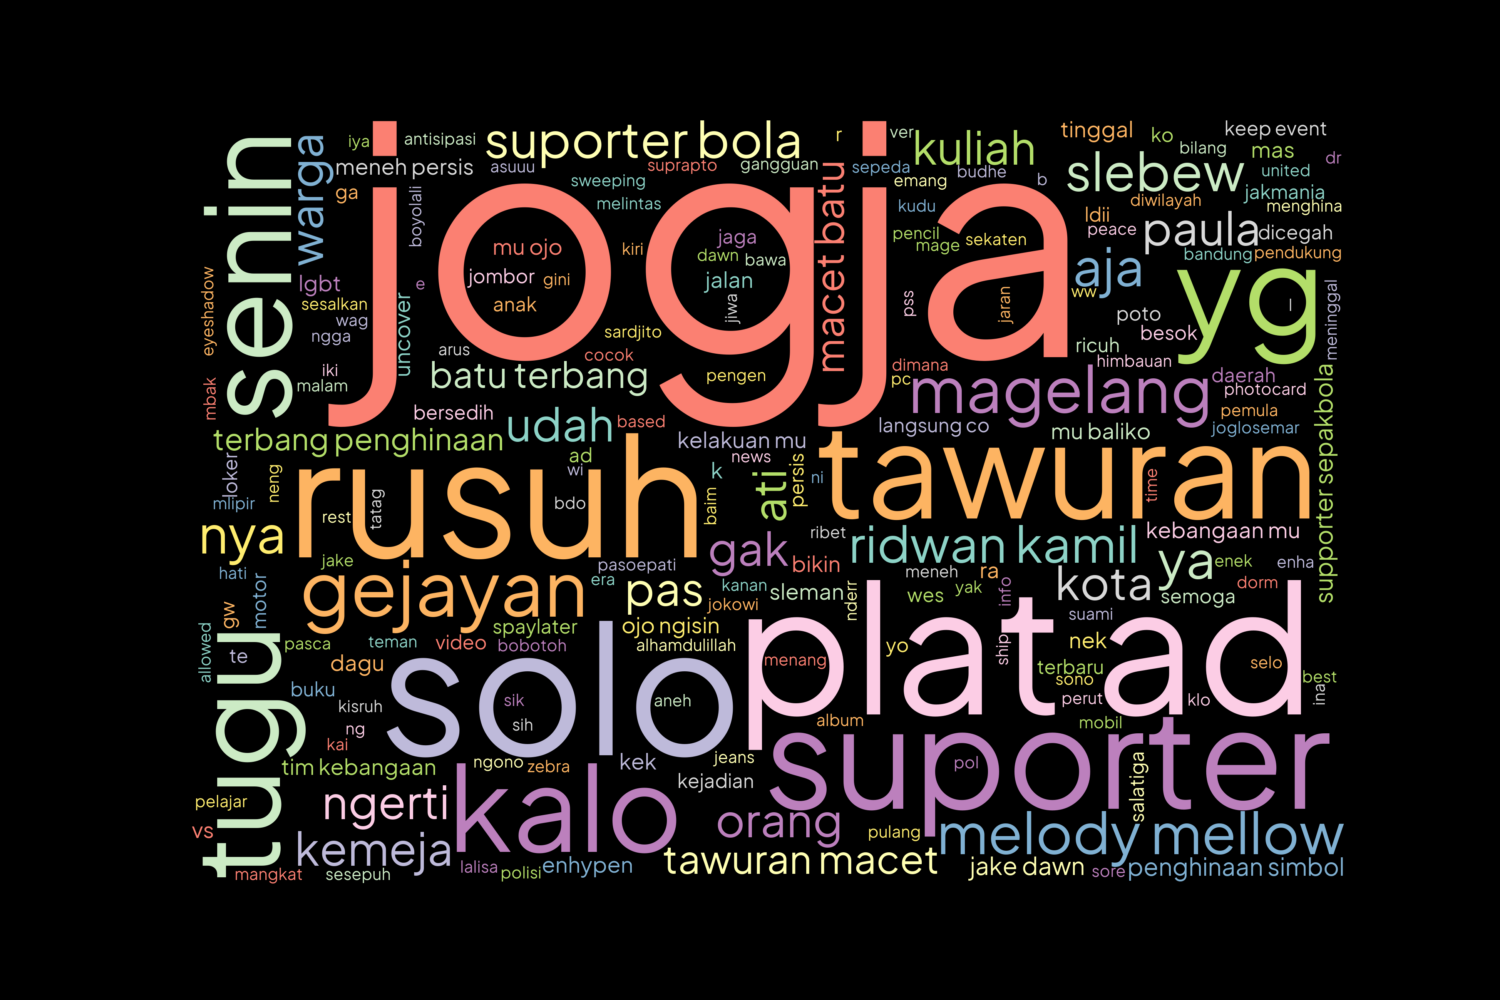 jogja
rusuh
tawuran
solo
plat ad
suporter
kalo
yg
senin
tugu
magelang
gejayan
suporter bola
kuliah
slebew
paula
aja
warga
macet batu
batu terbang
udah
terbang penghinaan
nya
ati
gak
ridwan kamil
ya
kota
pas
ngerti
kemeja
orang
tawuran macet
melody mellow
jake dawn
penghinaan simbol
iya
antisipasi
r
ver
tinggal
ko
keep event
bilang
mas
dr
meneh persis
asuuu
suprapto
gangguan
sepeda
emang
budhe
b
united
jakmania
menghina
ga
sweeping
melintas
kudu
diwilayah
ldii
peace
dicegah
boyolali
mu ojo
kiri
jaga
dawn
bawa
pencil
mage
sekaten
bandung
pendukung
jombor
gini
jalan
anak
jiwa
pss
jaran
ww
l
meninggal
eyeshadow
lgbt
e
sesalkan
wag
ngga
uncover
sardjito
poto
besok
ricuh
himbauan
arus
cocok
iki
malam
pengen
dimana
pc
daerah
photocard
mbak
bersedih
based
kelakuan mu
langsung co
mu baliko
pemula
joglosemar
supporter sepakbola
loker
neng
ad
wi
news
k
persis
ni
time
mlipir
tatag
rest
bdo
baim
ribet
kebangaan mu
jake
pasoepati
bikin
meneh
ra
enek
enha
hati
motor
gw
era
kanan
sleman
nderr
wes
yak
info
dorm
semoga
jokowi
suami
allowed
te
pasca
teman
video
spaylater
bobotoh
ojo ngisin
alhamdulillah
yo
ship
nek
dagu
menang
terbaru
sono
selo
best
buku
kisruh
sik
sih
aneh
perut
klo
ina
ng
kai
album
mobil
tim kebangaan
ngono
zebra
kek
jeans
kejadian
pol
salatiga
pelajar
vs
pulang
mangkat
sesepuh
lalisa
polisi
enhypen
sore